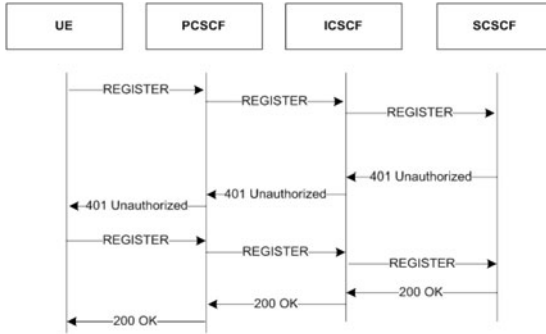 UE
PCSCF
ICSCF
SCSCF
REGISTER
REGISTER
REGISTER
401 Unauthorized
401 Unauthorized
401 Unauthorized
REGISTER
REGISTER
REGISTER
200 OK
200 OK
200 OK